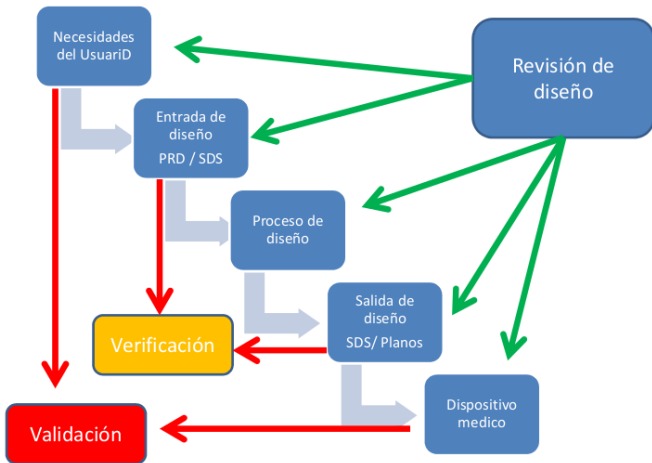 Necesidades
del UsuariD
Revisión de
diseño
Entrada de
diseño
PRD / SDS
Proceso de
diseño
Salida de
diseño
SDS/ Planos
Verificación
Dispositivo
medico
Validación